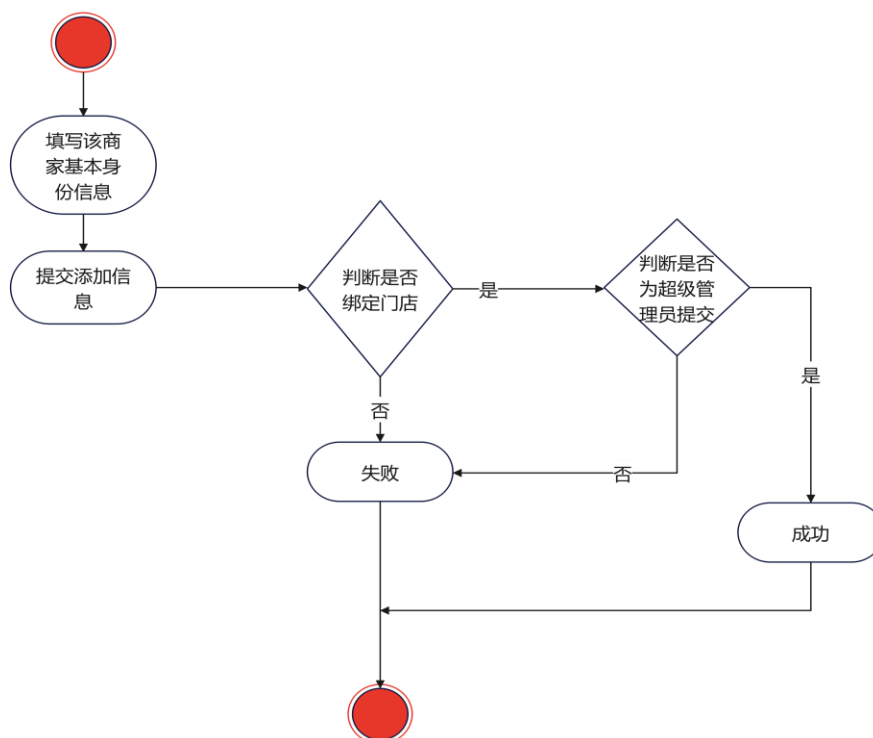 填写该商
家基本身
份信息
提交添加信
息
判断是否
绑定门店
是
判断是否
为超级管
理员提交
是
否
失败
否
成功